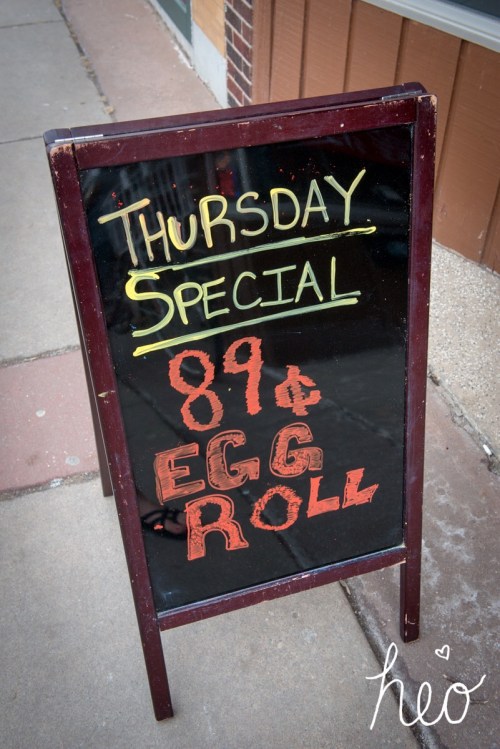 THURSDAY
SPECIAL
89¢
EGG
ROLL
heo